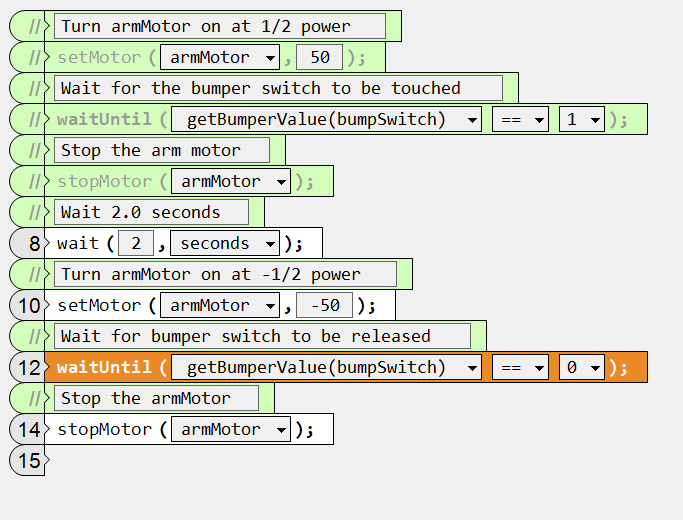 // Turn armMotor on at 1/2 power
// setMotor ( armMotor , 50 );
// Wait for the bumper switch to be touched
// waitUntil ( getBumperValue(bumpSwitch) == 1 );
// Stop the arm motor
// stopMotor ( armMotor );
// Wait 2.0 seconds
8 wait ( 2 , seconds );
// Turn armMotor on at -1/2 power
10 setMotor ( armMotor , -50 );
// Wait for bumper switch to be released
12 waitUntil ( getBumperValue(bumpSwitch) == 0 );
// Stop the armMotor
14 stopMotor ( armMotor );
15